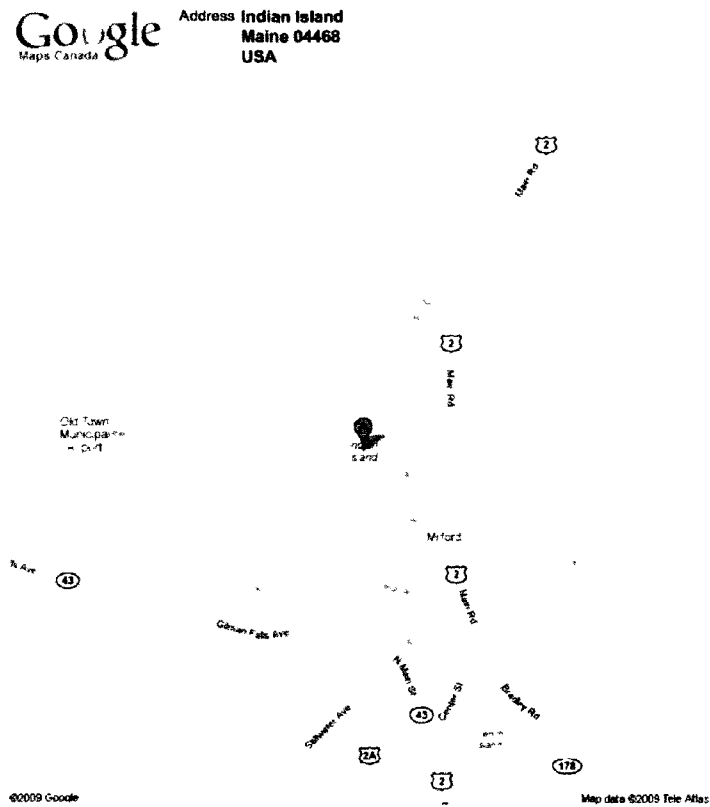 Google
Maps Canada
Address Indian Island
Maine 04468
USA
2
Main Rd
2
Main Rd
Old Town
Municipal
Milford
43
2
Main Rd
Gilman Falls Ave
N Main St
Center St
Bradley Rd
Stillwater Ave
43
2A
178
2
©2009 Google
Map data ©2009 Tele Atlas